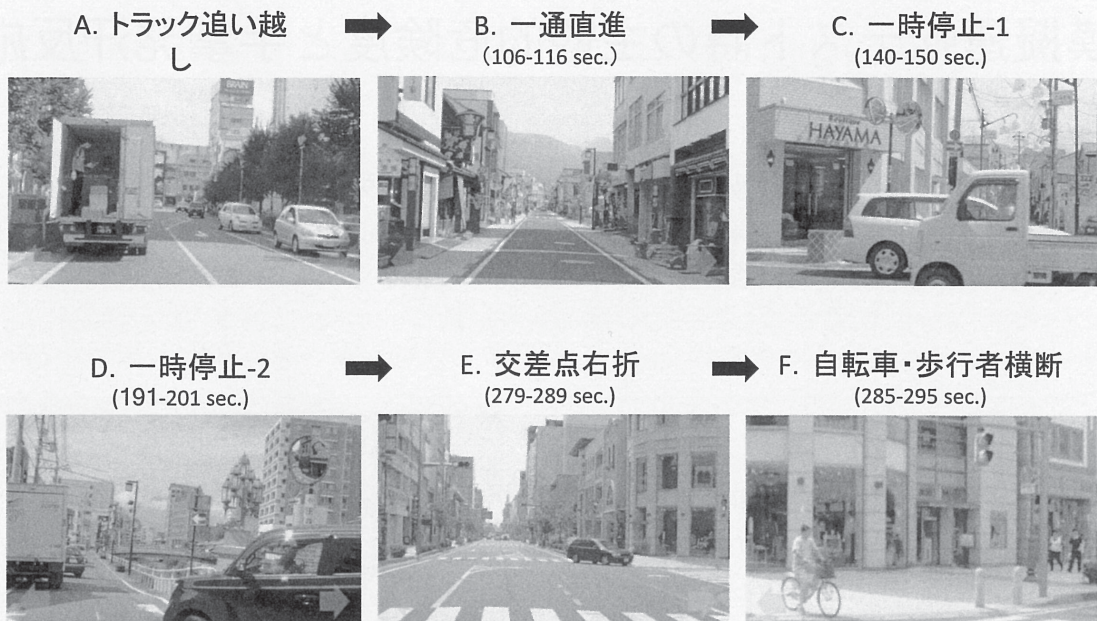 A. トラック追い越
し
B. 一通直進
(106-116 sec.)
C. 一時停止-1
(140-150 sec.)
HAYAMA
D. 一時停止-2
(191-201 sec.)
E. 交差点右折
(279-289 sec.)
F. 自転車・歩行者横断
(285-295 sec.)